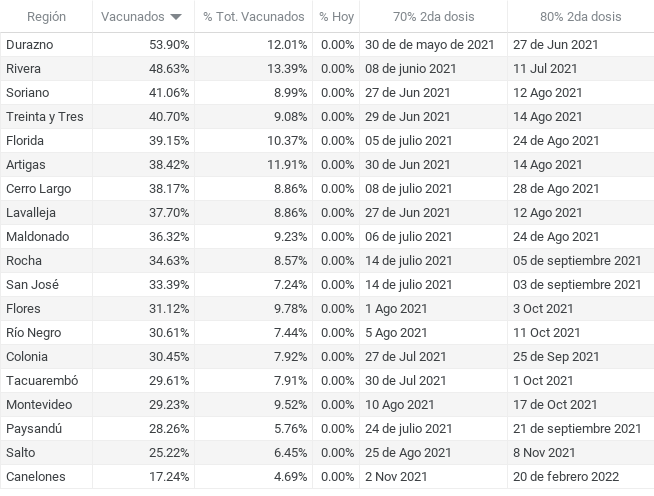 Región Vacunados % Tot. Vacunados % Hoy 70% 2da dosis 80% 2da dosis
Durazno 53.90% 12.01% 0.00% 30 de de mayo de 2021 27 de Jun 2021
Rivera 48.63% 13.39% 0.00% 08 de junio 2021 11 Jul 2021
Soriano 41.06% 8.99% 0.00% 27 de Jun 2021 12 Ago 2021
Treinta y Tres 40.70% 9.08% 0.00% 29 de Jun 2021 14 Ago 2021
Florida 39.15% 10.37% 0.00% 05 de julio 2021 24 de Ago 2021
Artigas 38.42% 11.91% 0.00% 30 de Jun 2021 14 Ago 2021
Cerro Largo 38.17% 8.86% 0.00% 08 de julio 2021 28 de Ago 2021
Lavalleja 37.70% 8.86% 0.00% 27 de Jun 2021 12 Ago 2021
Maldonado 36.32% 9.23% 0.00% 06 de julio 2021 24 de Ago 2021
Rocha 34.63% 8.57% 0.00% 14 de julio 2021 05 de septiembre 2021
San José 33.39% 7.24% 0.00% 14 de julio 2021 03 de septiembre 2021
Flores 31.12% 9.78% 0.00% 1 Ago 2021 3 Oct 2021
Río Negro 30.61% 7.44% 0.00% 5 Ago 2021 11 Oct 2021
Colonia 30.45% 7.92% 0.00% 27 de Jul 2021 25 de Sep 2021
Tacuarembó 29.61% 7.91% 0.00% 30 de Jul 2021 1 Oct 2021
Montevideo 29.23% 9.52% 0.00% 10 Ago 2021 17 de Oct 2021
Paysandú 28.26% 5.76% 0.00% 24 de julio 2021 21 de septiembre 2021
Salto 25.22% 6.45% 0.00% 25 de Ago 2021 8 Nov 2021
Canelones 17.24% 4.69% 0.00% 2 Nov 2021 20 de febrero 2022